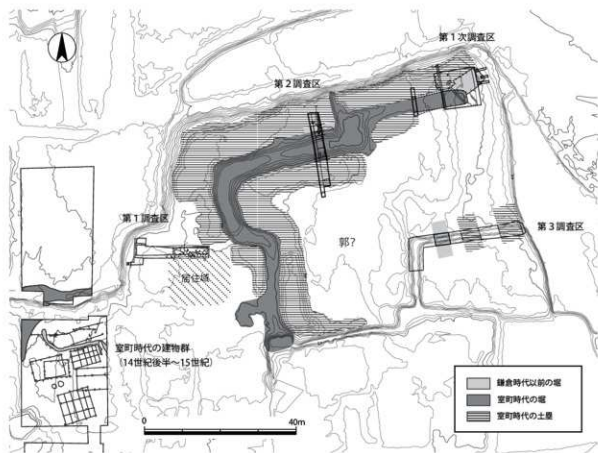 第１次調査区
第２調査区
第１調査区
郭?
第３調査区
居住域
室町時代の建物群
(14世紀後半～15世紀)
0
40m
鎌倉時代以前の堀
室町時代の堀
室町時代の土塁